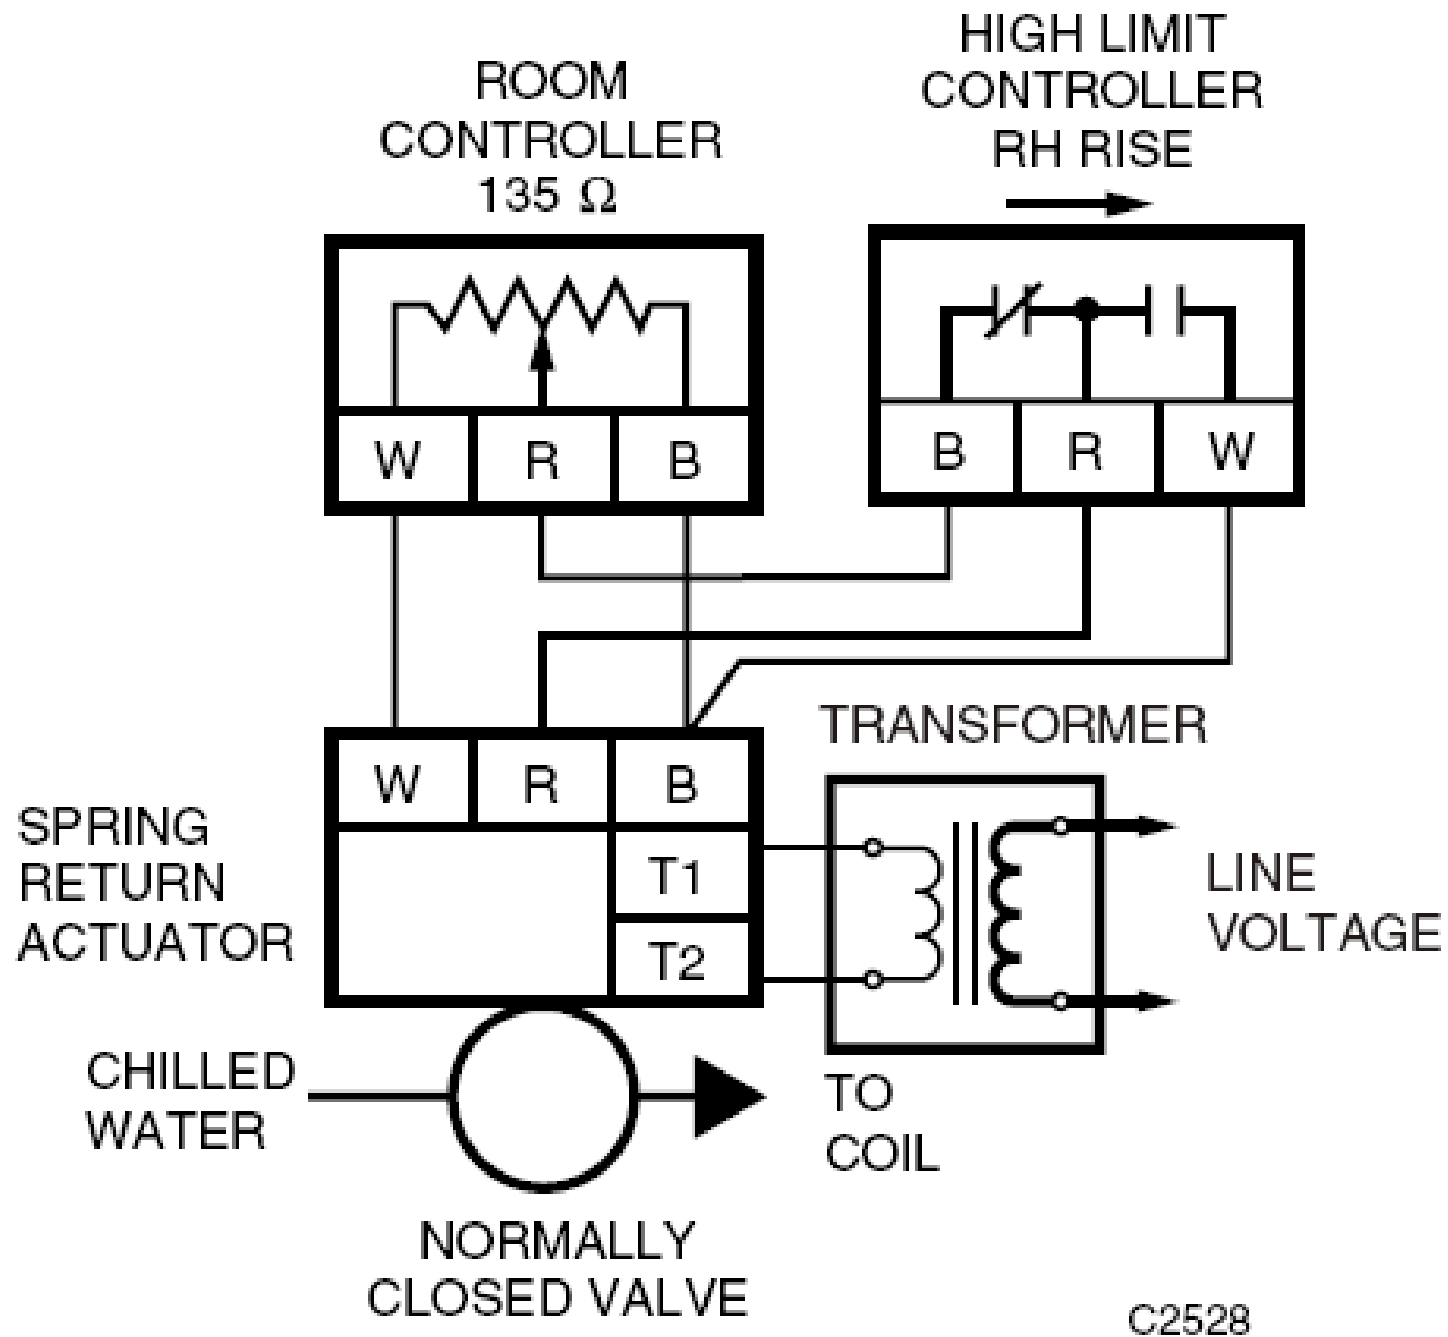 ROOM
CONTROLLER
135 Ω
HIGH LIMIT
CONTROLLER
RH RISE
W R B
B R W
W R B
T1
T2
SPRING
RETURN
ACTUATOR
TRANSFORMER
LINE
VOLTAGE
CHILLED
WATER
TO
COIL
NORMALLY
CLOSED VALVE
C2528